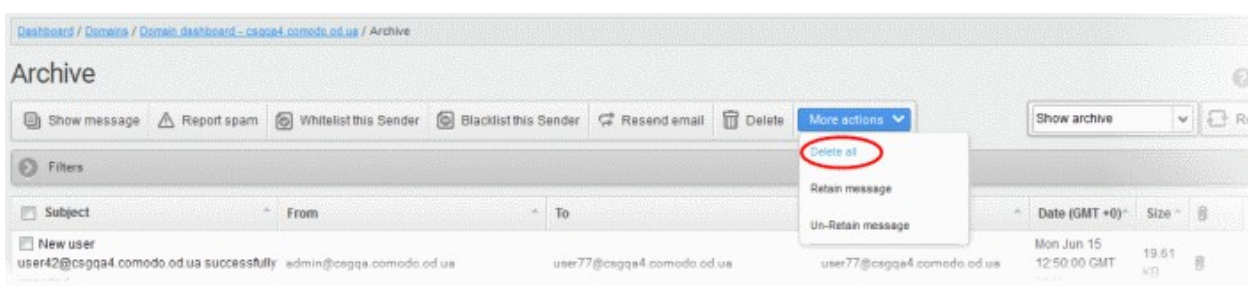 Dashboard / Domains / Domain dashboard - csgqa4.comodo.od.ua / Archive
Archive
Show message Report spam Whitelist this Sender Blacklist this Sender Resend email Delete More actions Show archive
Delete all
Filters
Retain message
Un-Retain message
Subject From To Date (GMT +0) Size
New user
user42@csgqa4.comodo.od.ua successfully admin@csgqa.comodo.od.ua user77@csgqa4.comodo.od.ua user77@csgqa4.comodo.od.ua
Mon Jun 15
12:50:00 GMT
19.61
KB